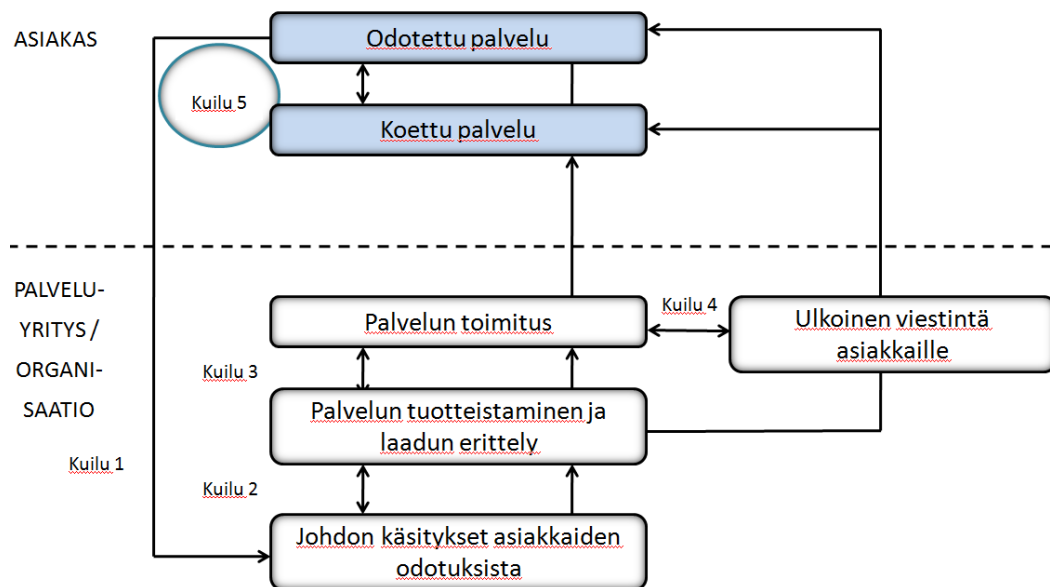 ASIAKAS
Odotettu palvelu
Kuilu 5
Koettu palvelu
PALVELU-
YRITYS /
ORGANI-
SAATIO
Kuilu 4
Palvelun toimitus
Ulkoinen viestintä
asiakkaille
Kuilu 3
Palvelun tuotteistaminen ja
laadun erittely
Kuilu 1
Kuilu 2
Johdon käsitykset asiakkaiden
odotuksista